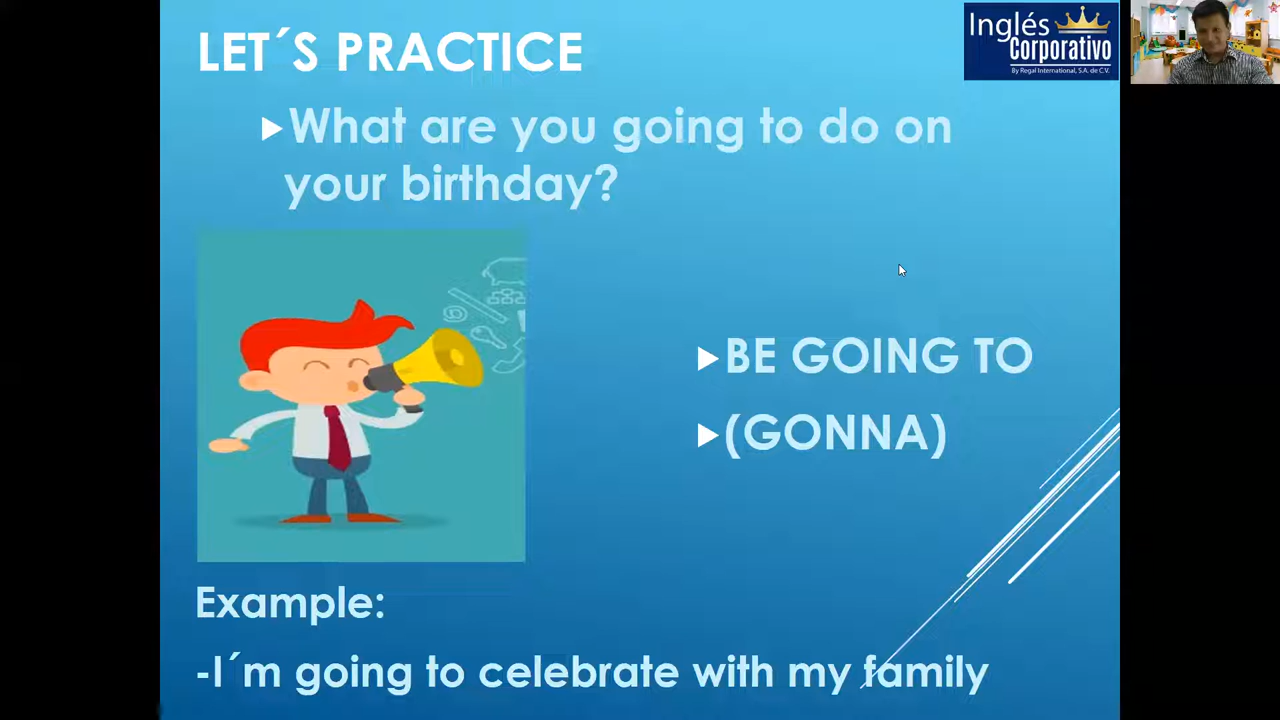 LET´S PRACTICE
Inglés
Corporativo
By Regal International, S.A. de C.V.
What are you going to do on
your birthday?
BE GOING TO
(GONNA)
Example:
-I´m going to celebrate with my family